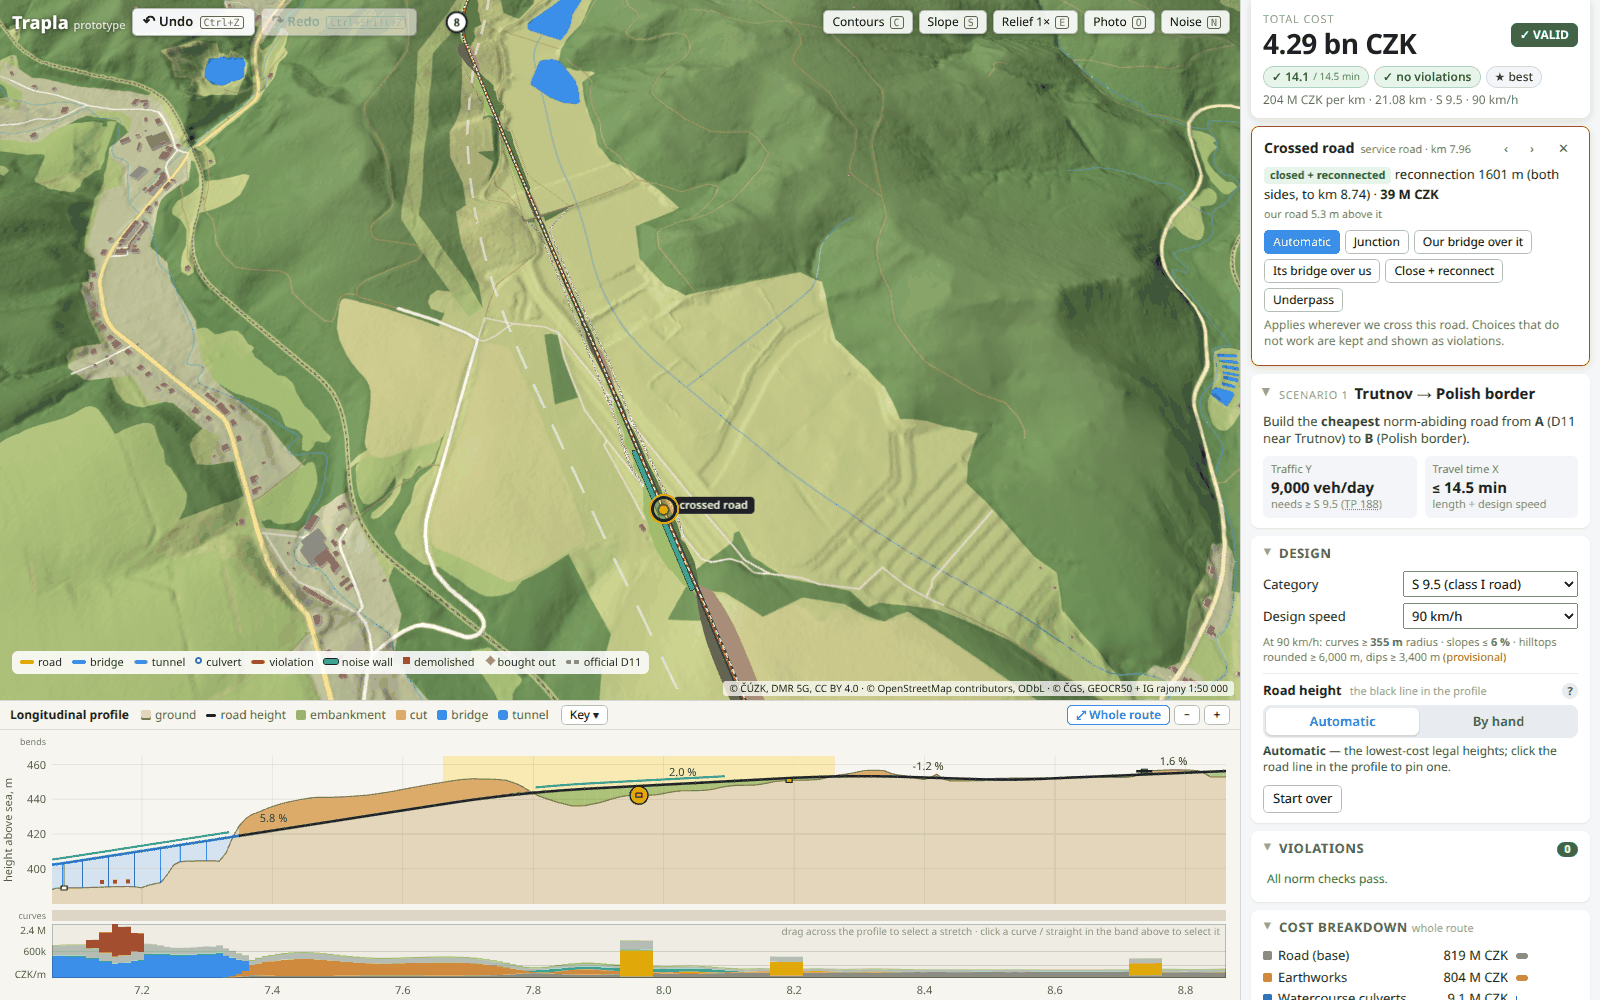 Trapla prototype
↶ Undo Ctrl+Z
↷ Redo Ctrl+Shift+Z
8
Contours C
Slope S
Relief 1× E
Photo O
Noise N
crossed road
road bridge tunnel culvert violation noise wall demolished bought out official D11
© ČÚZK, DMR 5G, CC BY 4.0 · © OpenStreetMap contributors, ODbL · © ČGS, GEOCR50 + IG rajony 1:50 000
Longitudinal profile ground road height embankment cut bridge tunnel Key ▾
⤢ Whole route − +
bends
height above sea, m
460
440
420
400
5.8 %
2.0 %
-1.2 %
1.6 %
curves
2.4 M
600k
CZK/m
drag across the profile to select a stretch · click a curve / straight in the band above to select it
7.2 7.4 7.6 7.8 8.0 8.2 8.4 8.6 8.8
TOTAL COST
4.29 bn CZK
✓ VALID
✓ 14.1 / 14.5 min
✓ no violations
★ best
204 M CZK per km · 21.08 km · S 9.5 · 90 km/h
Crossed road service road · km 7.96 ‹ › ✕
closed + reconnected reconnection 1601 m (both
sides, to km 8.74) · 39 M CZK
our road 5.3 m above it
Automatic Junction Our bridge over it
Its bridge over us Close + reconnect
Underpass
Applies wherever we cross this road. Choices that do
not work are kept and shown as violations.
▼ SCENARIO 1 Trutnov → Polish border
Build the cheapest norm-abiding road from A (D11
near Trutnov) to B (Polish border).
Traffic Y
9,000 veh/day
needs ≥ S 9.5 (TP 188)
Travel time X
≤ 14.5 min
length ÷ design speed
▼ DESIGN
Category S 9.5 (class I road)
Design speed 90 km/h
At 90 km/h: curves ≥ 355 m radius · slopes ≤ 6 % · hilltops
rounded ≥ 6,000 m, dips ≥ 3,400 m (provisional)
Road height the black line in the profile ?
Automatic By hand
Automatic — the lowest-cost legal heights; click the
road line in the profile to pin one.
Start over
▼ VIOLATIONS 0
All norm checks pass.
▼ COST BREAKDOWN whole route
Road (base) 819 M CZK
Earthworks 804 M CZK
Watercourse culverts 9.1 M CZK